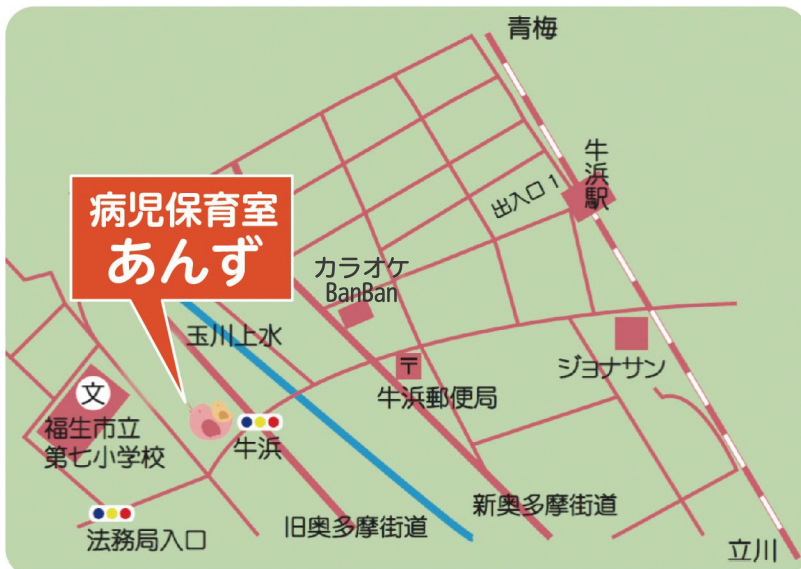 青梅
牛浜駅
出入口 1
病児保育室
あんず
カラオケ
BanBan
玉川上水
〒
ジョナサン
牛浜郵便局
文
福生市立
第七小学校
牛浜
新奥多摩街道
旧奥多摩街道
法務局入口
立川